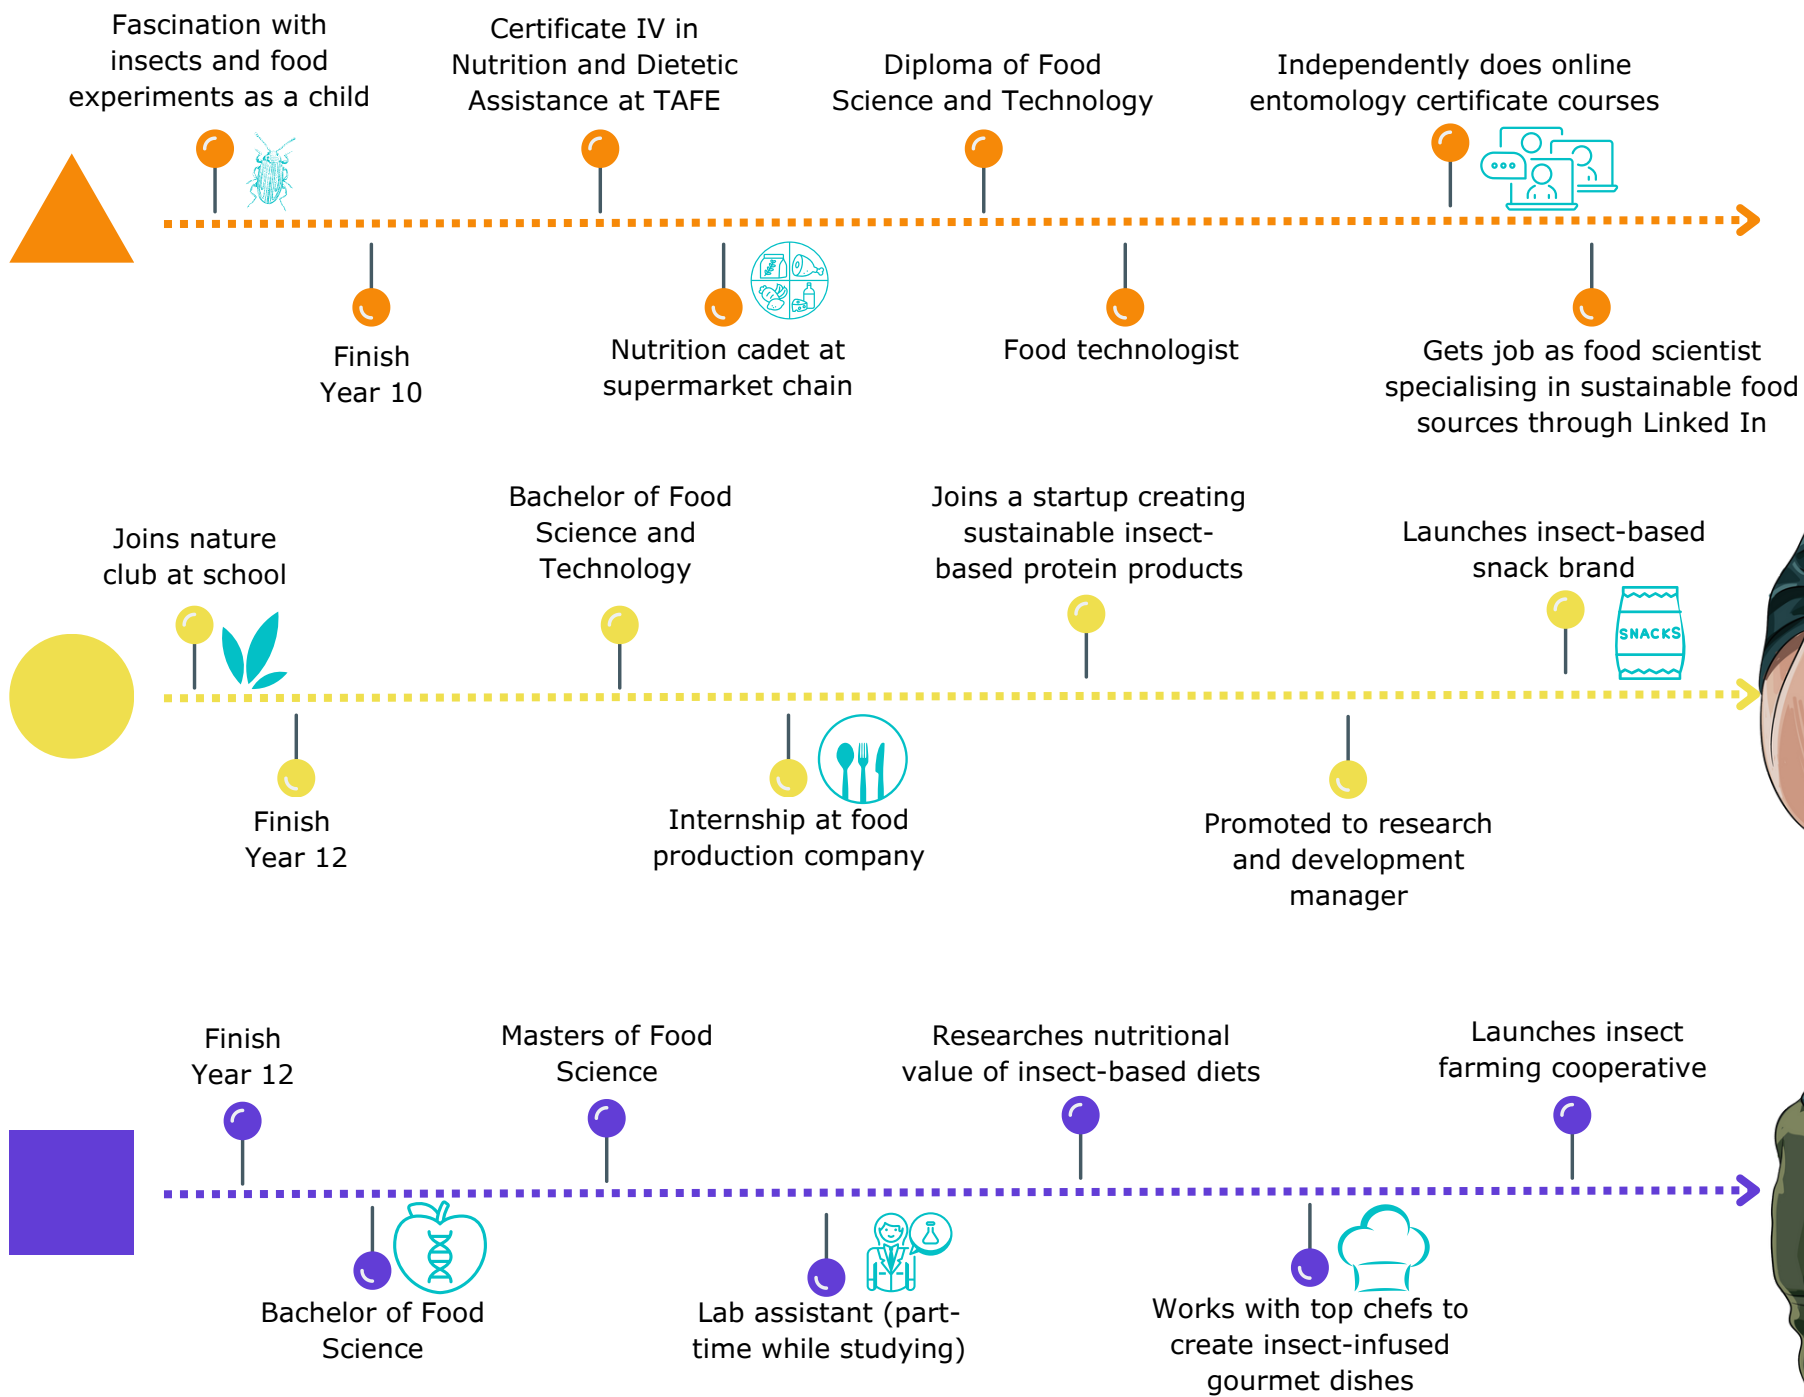 Fascination with
insects and food
experiments as a child
Certificate IV in
Nutrition and Dietetic
Assistance at TAFE
Diploma of Food
Science and Technology
Independently does online
entomology certificate courses
Finish
Year 10
Nutrition cadet at
supermarket chain
Food technologist
Gets job as food scientist
specialising in sustainable food
sources through Linked In
Joins nature
club at school
Bachelor of Food
Science and
Technology
Joins a startup creating
sustainable insect-
based protein products
Launches insect-based
snack brand
SNACKS
Finish
Year 12
Internship at food
production company
Promoted to research
and development
manager
Finish
Year 12
Masters of Food
Science
Researches nutritional
value of insect-based diets
Launches insect
farming cooperative
Bachelor of Food
Science
Lab assistant (part-
time while studying)
Works with top chefs to
create insect-infused
gourmet dishes